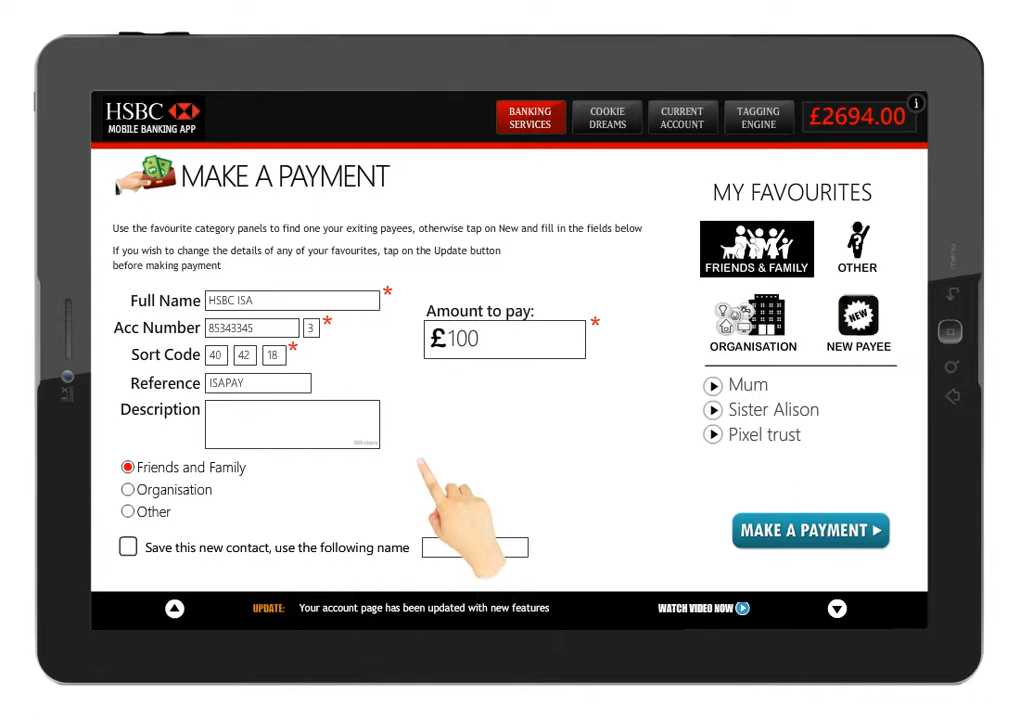 HSBC
MOBILE BANKING APP
BANKING
SERVICES
COOKIE
DREAMS
CURRENT
ACCOUNT
TAGGING
ENGINE
£2694.00
i
MAKE A PAYMENT
Use the favourite category panels to find one your exiting payees, otherwise tap on New and fill in the fields below
If you wish to change the details of any of your favourites, tap on the Update button
before making payment
Full Name HSBC ISA *
Acc Number 85343345 3 *
Sort Code 40 42 18 *
Reference ISAPAY
Description
Amount to pay:
£100 *
Friends and Family
Organisation
Other
Save this new contact, use the following name
MY FAVOURITES
FRIENDS & FAMILY
OTHER
ORGANISATION
NEW
NEW PAYEE
Mum
Sister Alison
Pixel trust
MAKE A PAYMENT
UPDATE: Your account page has been updated with new features
WATCH VIDEO NOW
menu